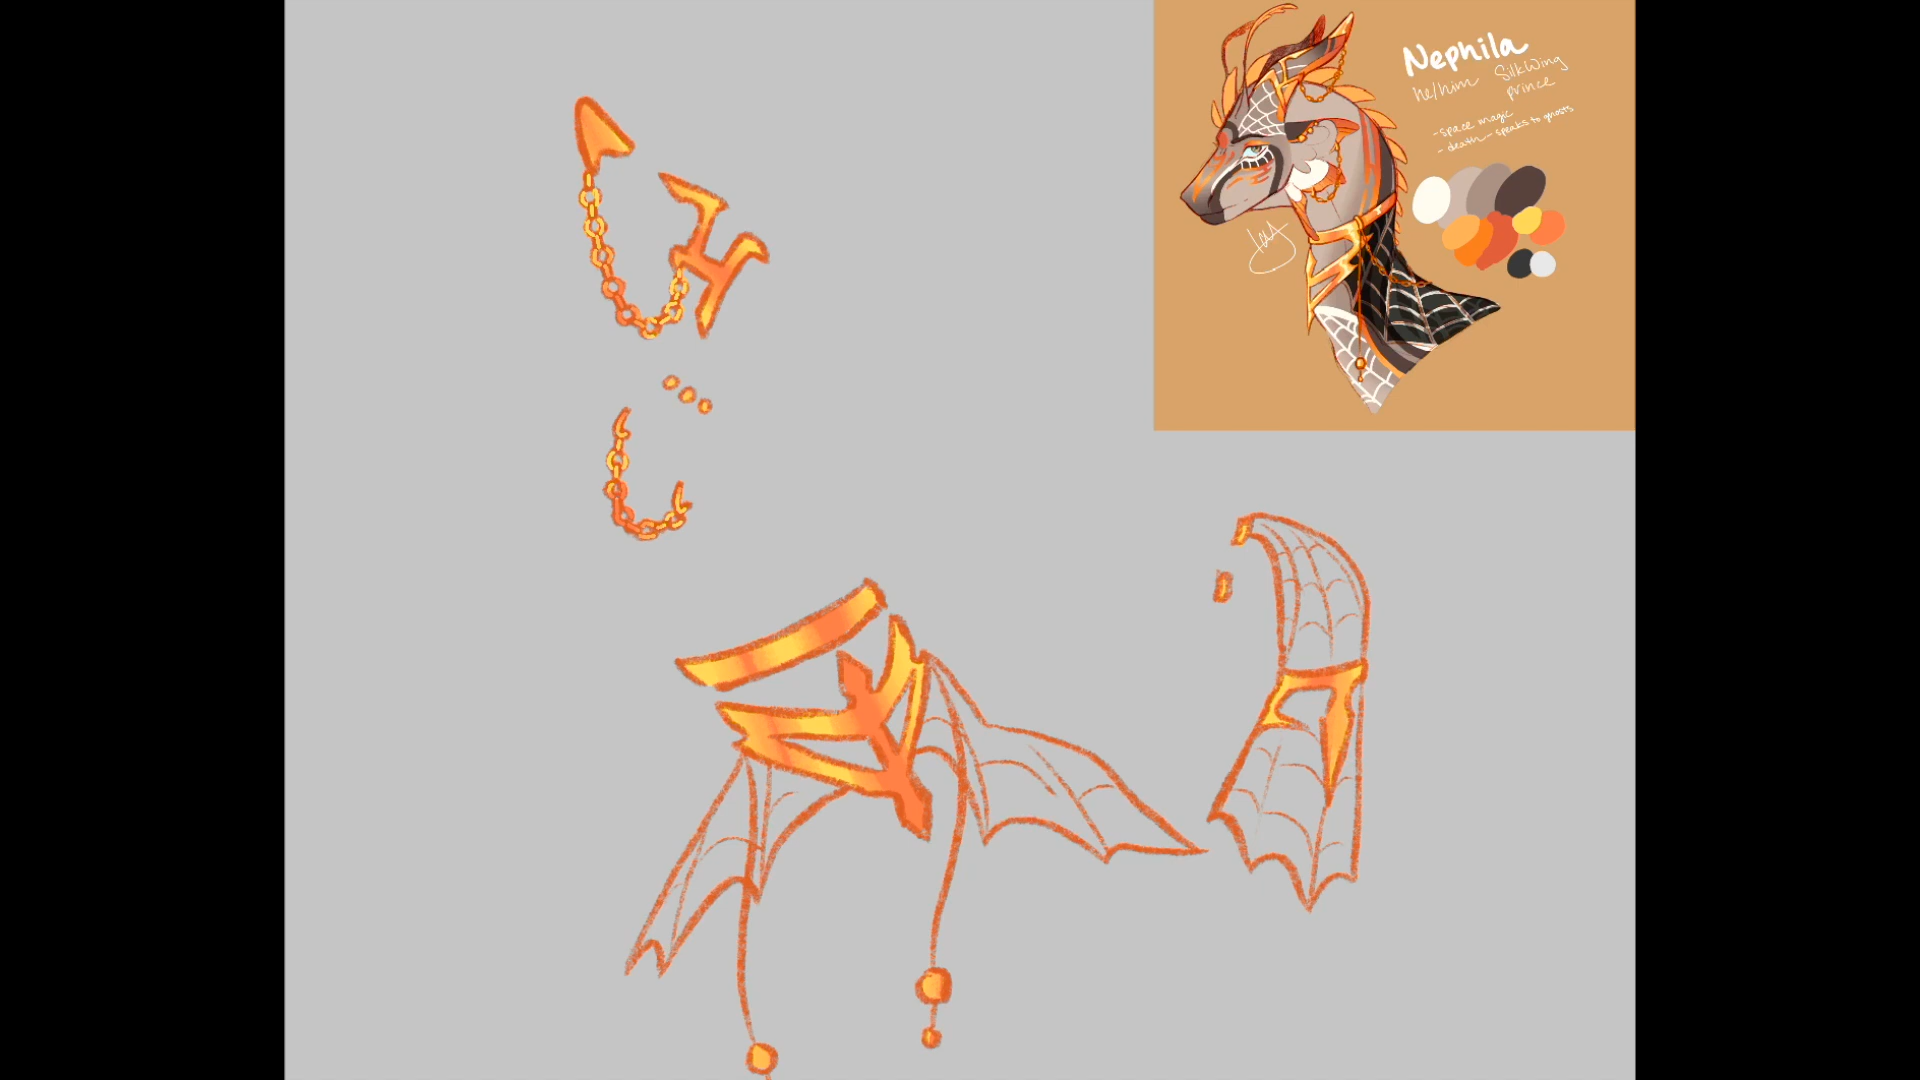 Nephila
he/him SilkWing
prince
-space magic
-death - speaks to ghosts